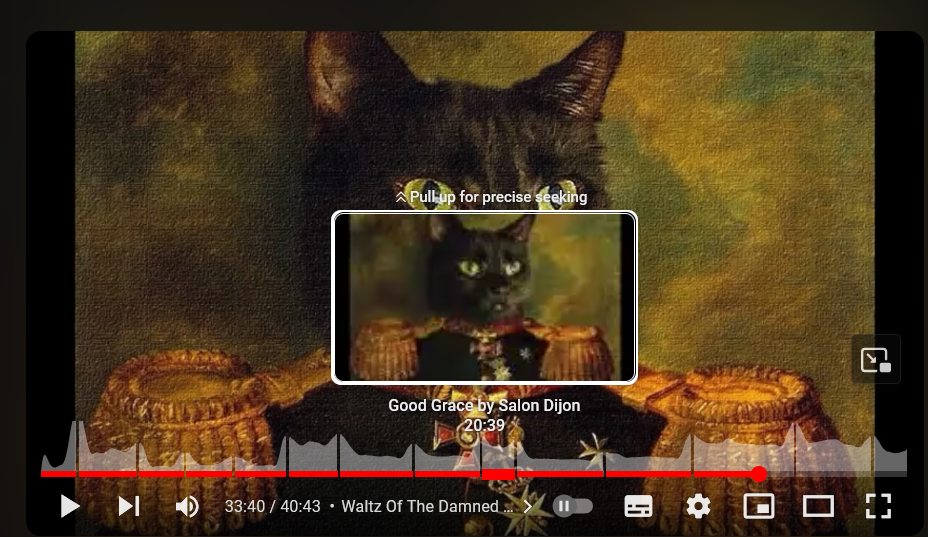 Pull up for precise seeking
Good Grace by Salon Dijon
20:39
33:40 / 40:43 • Waltz Of The Damned ...